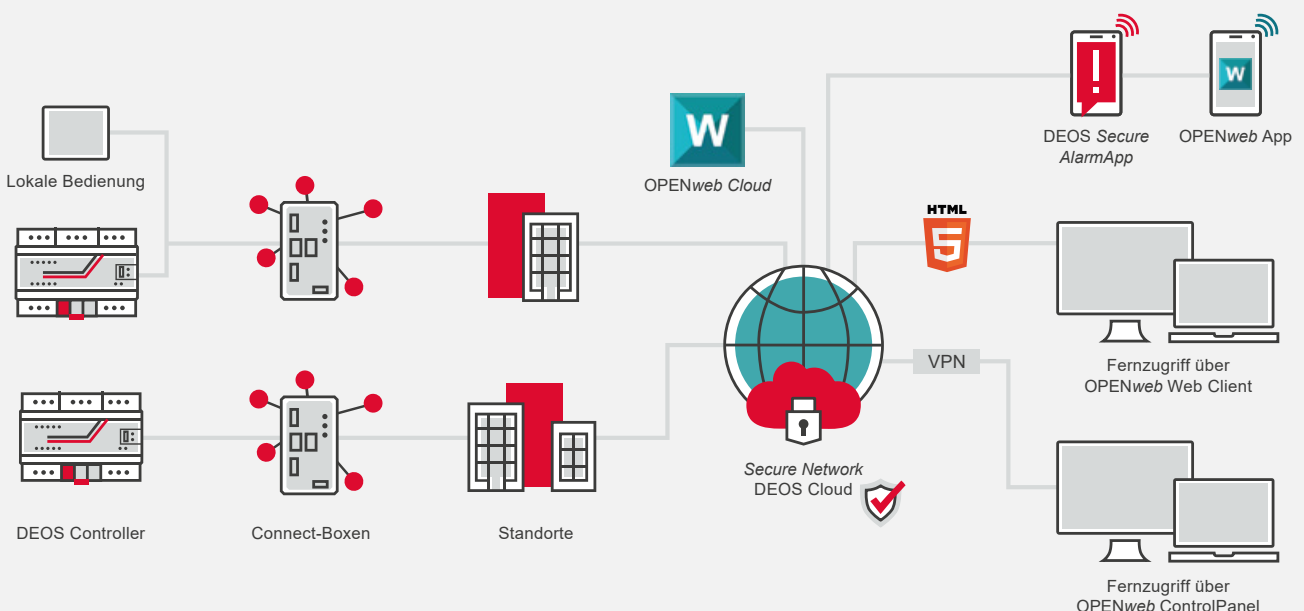 DEOS Secure
AlarmApp
OPENweb App
W
W
OPENweb Cloud
Lokale Bedienung
HTML
5
VPN
Fernzugriff über
OPENweb Web Client
Secure Network
DEOS Cloud
DEOS Controller
Connect-Boxen
Standorte
Fernzugriff über
OPENweb ControlPanel